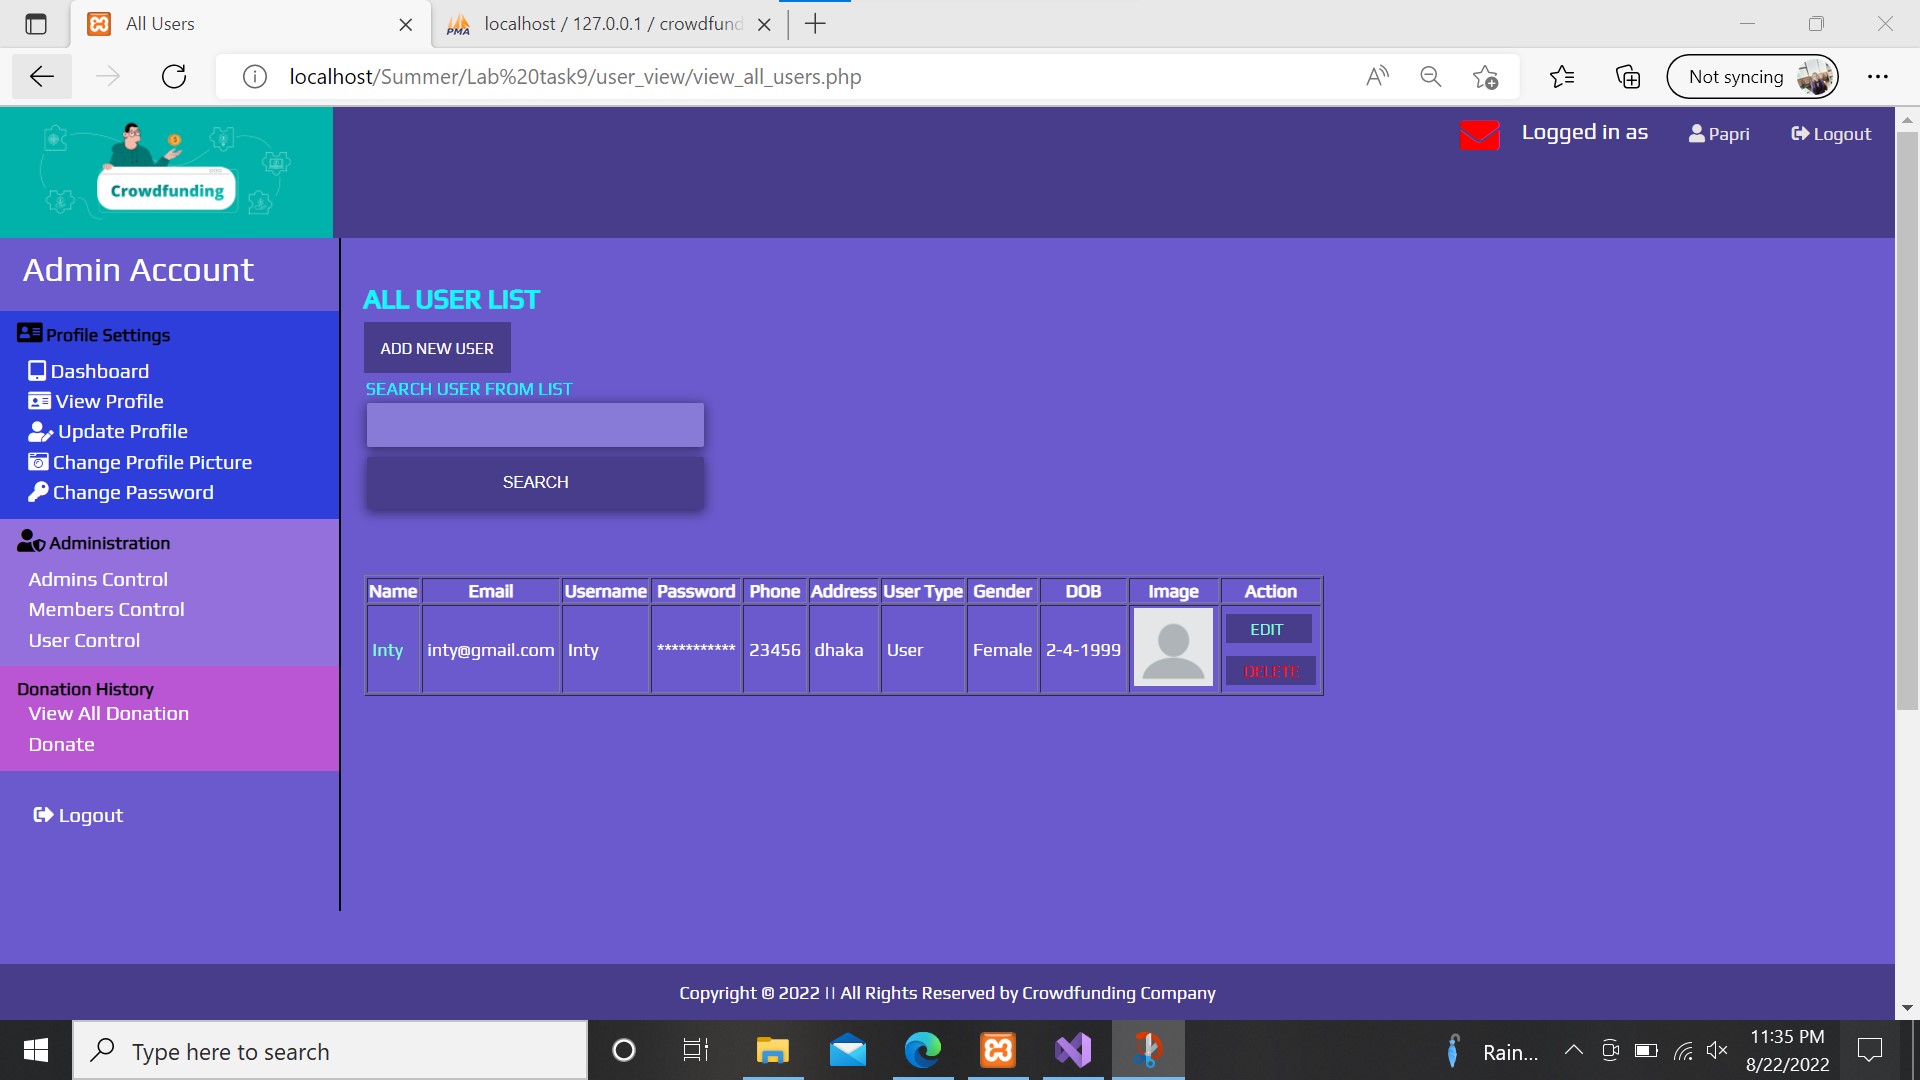 All Users
PMA
localhost / 127.0.0.1 / crowdfund
localhost/Summer/Lab%20task9/user_view/view_all_users.php
Not syncing
Crowdfunding
Logged in as
Papri
Logout
Admin Account
Profile Settings
Dashboard
View Profile
Update Profile
Change Profile Picture
Change Password
Administration
Admins Control
Members Control
User Control
Donation History
View All Donation
Donate
Logout
ALL USER LIST
ADD NEW USER
SEARCH USER FROM LIST
SEARCH
Name Email Username Password Phone Address User Type Gender DOB Image Action
Inty inty@gmail.com Inty *********** 23456 dhaka User Female 2-4-1999 EDIT
DELETE
Copyright © 2022 || All Rights Reserved by Crowdfunding Company
Type here to search
Rain...
11:35 PM
8/22/2022